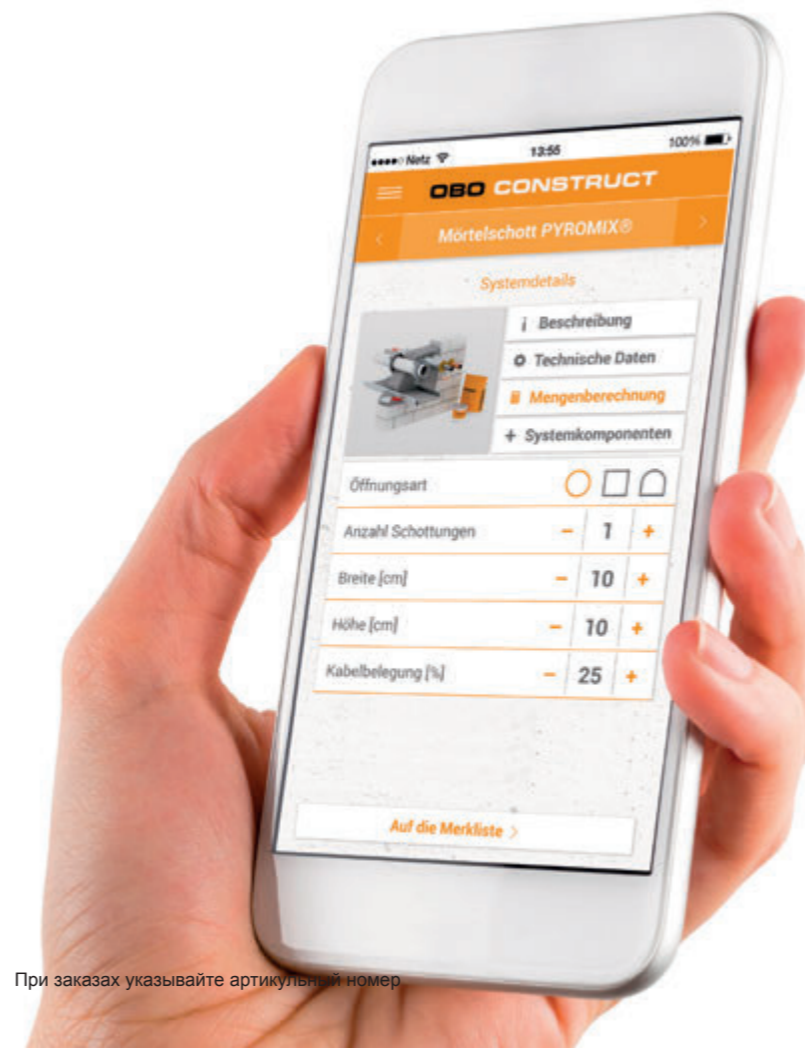 Netz 13:55 100%
OBO CONSTRUCT
Mörtelschott PYROMIX®
Systemdetails
i Beschreibung
Technische Daten
Mengenberechnung
+ Systemkomponenten
Öffnungsart
Anzahl Schottungen − 1 +
Breite [cm] − 10 +
Höhe [cm] − 10 +
Kabelbelegung [%] − 25 +
Auf die Merkliste >
При заказах указывайте артикульный номер